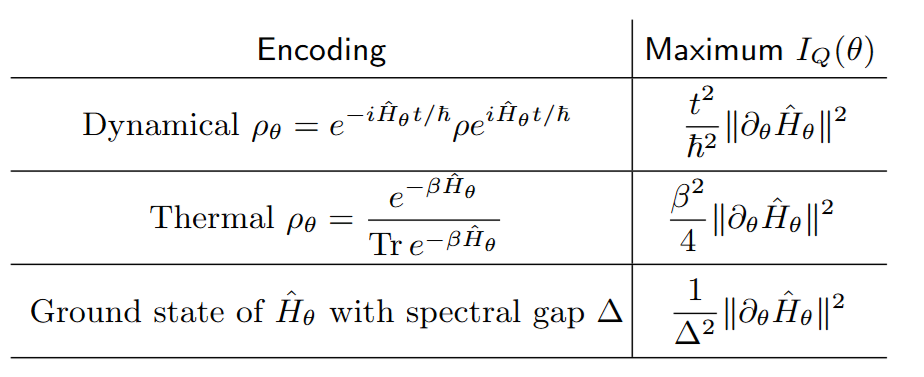 Encoding Maximum $I_Q(\theta)$
Dynamical $\rho_\theta = e^{-i\hat{H}_\theta t/\hbar} \rho e^{i\hat{H}_\theta t/\hbar}$ $\frac{t^2}{\hbar^2} \|\partial_\theta \hat{H}_\theta\|^2$
Thermal $\rho_\theta = \frac{e^{-\beta \hat{H}_\theta}}{\mathrm{Tr}\, e^{-\beta \hat{H}_\theta}}$ $\frac{\beta^2}{4} \|\partial_\theta \hat{H}_\theta\|^2$
Ground state of $\hat{H}_\theta$ with spectral gap $\Delta$ $\frac{1}{\Delta^2} \|\partial_\theta \hat{H}_\theta\|^2$